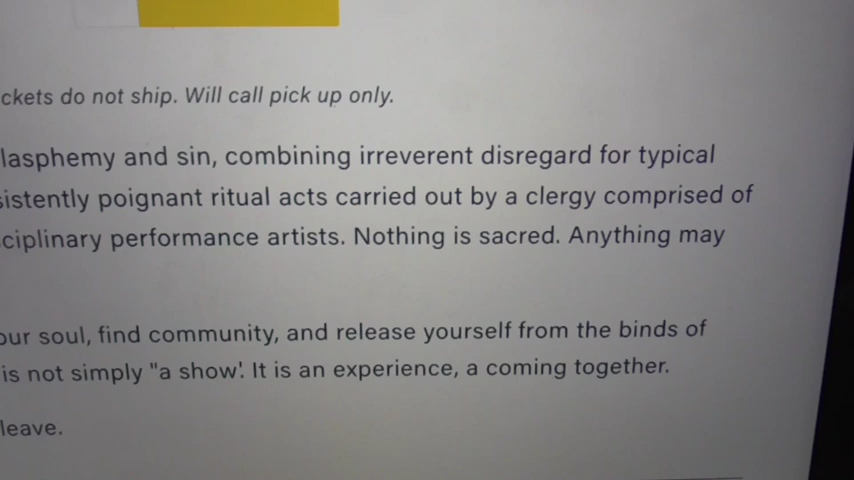 ckets do not ship. Will call pick up only.
lasphemy and sin, combining irreverent disregard for typical
sistently poignant ritual acts carried out by a clergy comprised of
ciplinary performance artists. Nothing is sacred. Anything may
our soul, find community, and release yourself from the binds of
is not simply "a show'. It is an experience, a coming together.
leave.